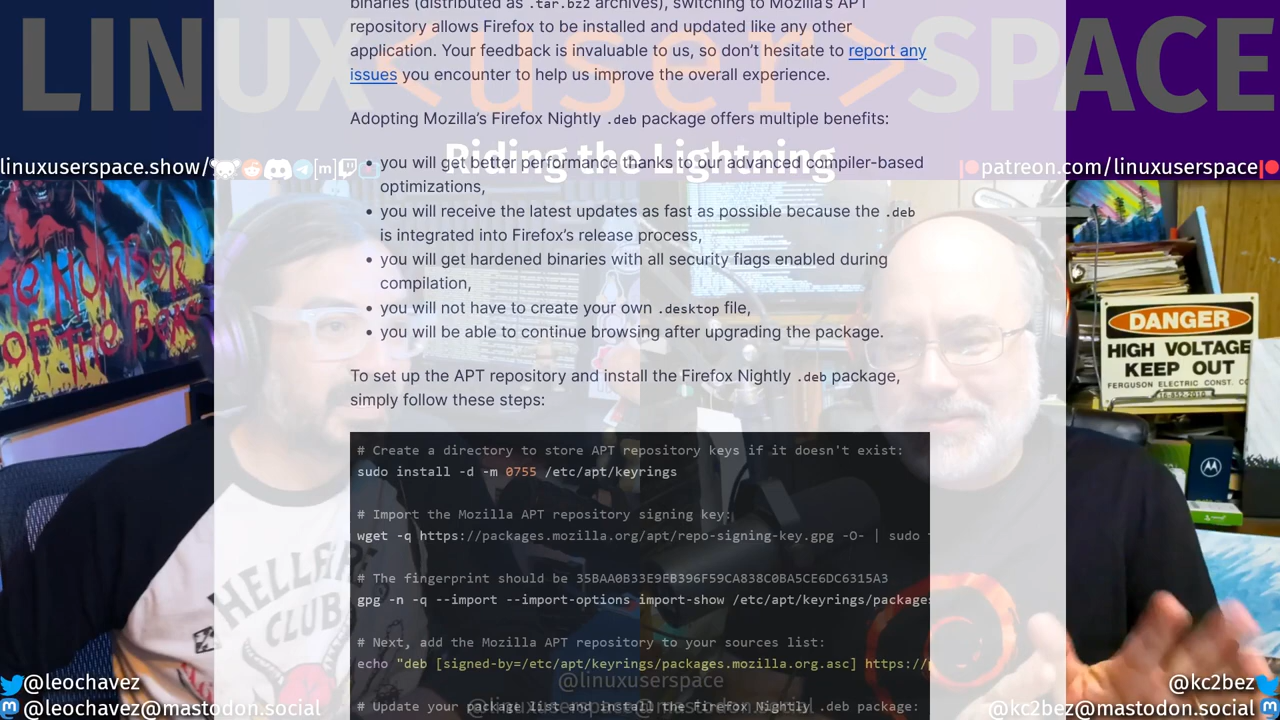 LINUX<user>SPACE
binaries (distributed as .tar.bz2 archives), switching to Mozilla's APT
repository allows Firefox to be installed and updated like any other
application. Your feedback is invaluable to us, so don't hesitate to report any
issues you encounter to help us improve the overall experience.
Adopting Mozilla's Firefox Nightly .deb package offers multiple benefits:
Riding the Lightning
linuxuserspace.show/
patreon.com/linuxuserspace
• you will get better performance thanks to our advanced compiler-based
optimizations,
• you will receive the latest updates as fast as possible because the .deb
is integrated into Firefox's release process,
• you will get hardened binaries with all security flags enabled during
compilation,
• you will not have to create your own .desktop file,
• you will be able to continue browsing after upgrading the package.
To set up the APT repository and install the Firefox Nightly .deb package,
simply follow these steps:
# Create a directory to store APT repository keys if it doesn't exist:
sudo install -d -m 0755 /etc/apt/keyrings
# Import the Mozilla APT repository signing key:
wget -q https://packages.mozilla.org/apt/repo-signing-key.gpg -O- | sudo
# The fingerprint should be 35BAA0B33E9EB396F59CA838C0BA5CE6DC6315A3
gpg -n -q --import --import-options import-show /etc/apt/keyrings/packages
# Next, add the Mozilla APT repository to your sources list:
echo "deb [signed-by=/etc/apt/keyrings/packages.mozilla.org.asc] https://p
# Update your package list and install the Firefox Nightly .deb package:
OF THE BEAST
DANGER
HIGH VOLTAGE
KEEP OUT
FERGUSON ELECTRIC CONST. CO
HELLFIRE
CLUB
@leochavez
@leochavez@mastodon.social
@linuxuserspace
@kc2bez
@kc2bez@mastodon.social